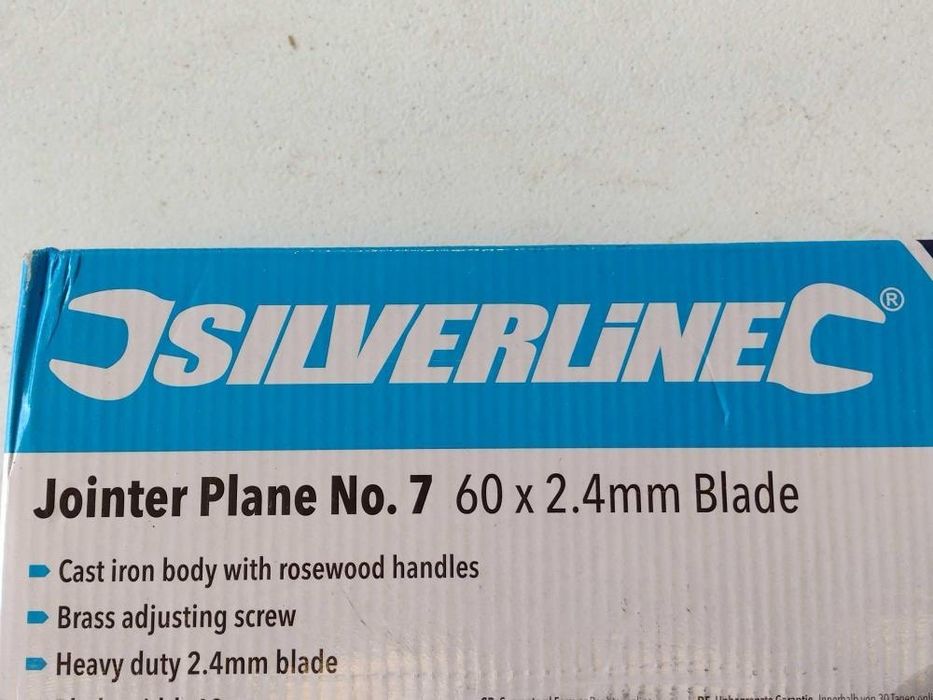 SILVERLiNE®
Jointer Plane No. 7 60 x 2.4mm Blade
Cast iron body with rosewood handles
Brass adjusting screw
Heavy duty 2.4mm blade